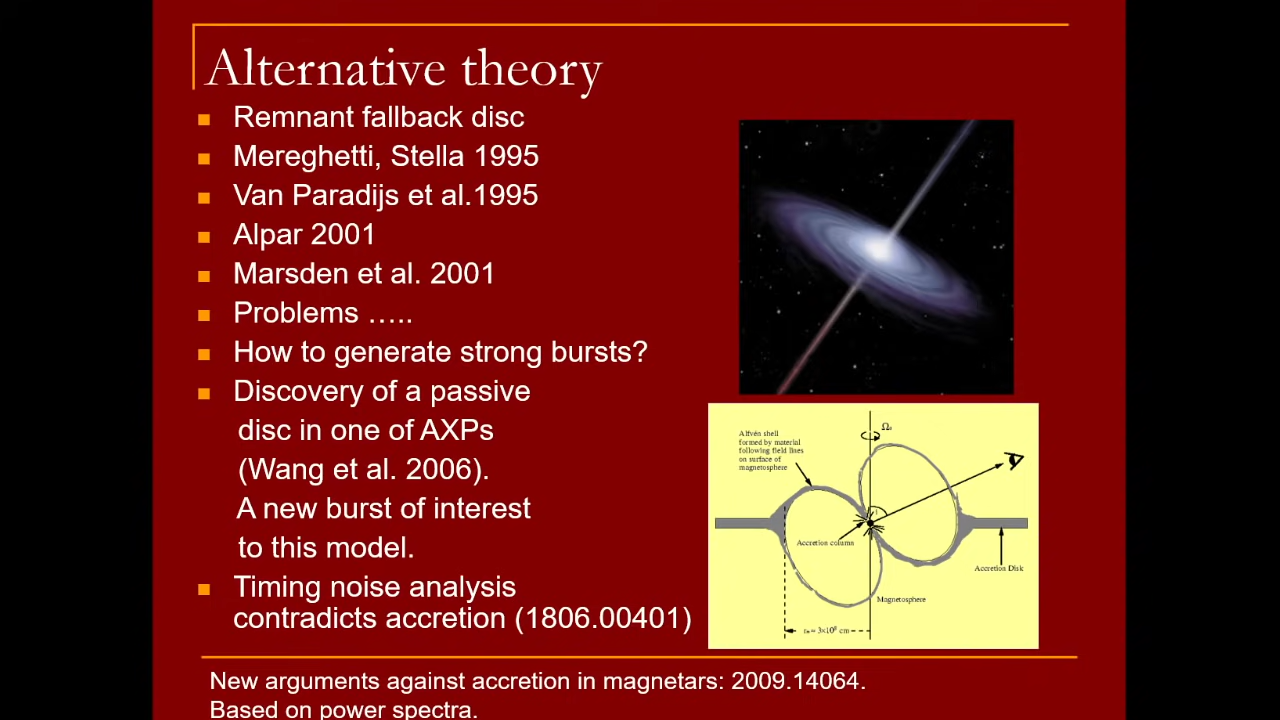 Alternative theory
Remnant fallback disc
Mereghetti, Stella 1995
Van Paradijs et al.1995
Alpar 2001
Marsden et al. 2001
Problems …..
How to generate strong bursts?
Discovery of a passive
disc in one of AXPs
(Wang et al. 2006).
A new burst of interest
to this model.
Timing noise analysis
contradicts accretion (1806.00401)
Alfvén shell
formed by material
following field lines
on surface of
magnetosphere
Accretion column
Accretion Disk
Magnetosphere
New arguments against accretion in magnetars: 2009.14064.
Based on power spectra.